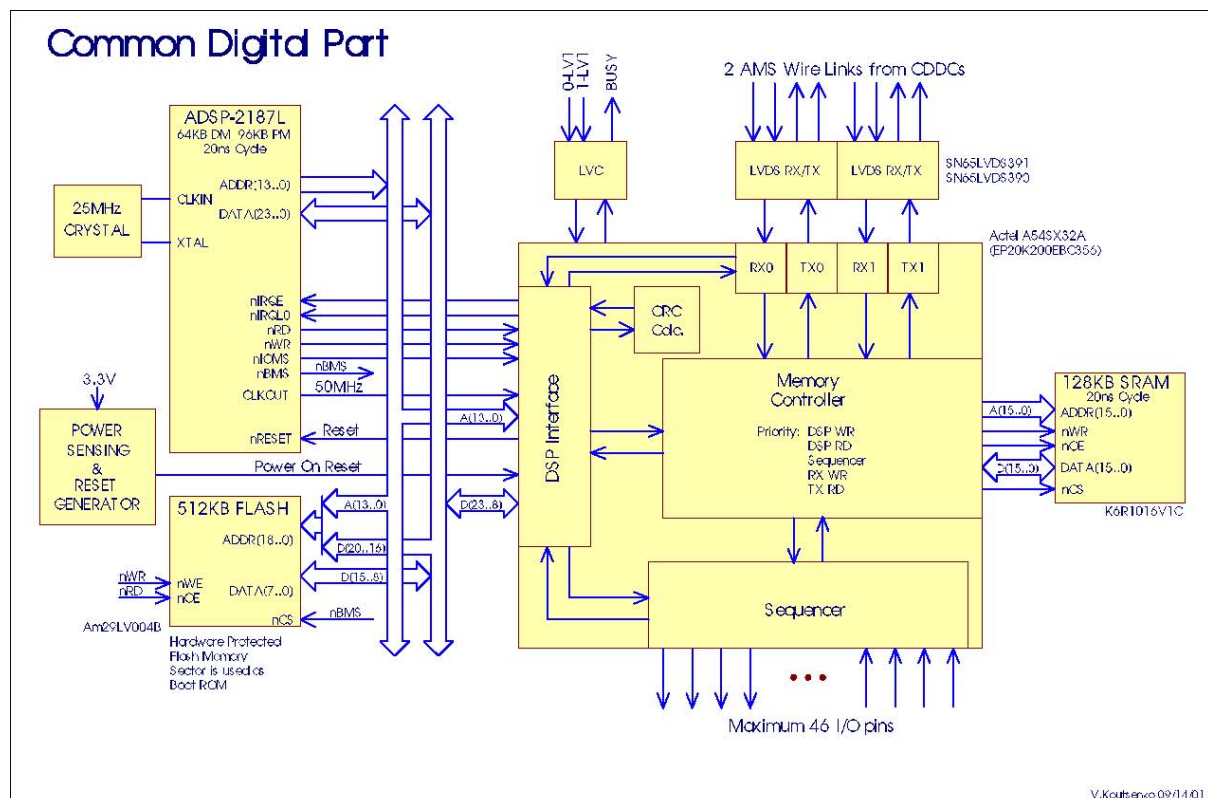 Common Digital Part
ADSP-2187L
64KB DM 96KB PM
20ns Cycle
ADDR(13..0)
CLKIN
DATA(23..0)
XTAL
25MHz
CRYSTAL
nIRQE
nIRQL0
nRD
nWR
nIOMS
nBMS
nBMS
CLKOUT
50MHz
nRESET
Reset
3.3V
POWER
SENSING
&
RESET
GENERATOR
Power On Reset
512KB FLASH
ADDR(18..0)
DATA(7..0)
nWR
nRD
nWE
nOE
nCS
nBMS
Am29LV004B
Hardware Protected
Flash Memory
Sector is used as
Boot ROM
A(13..0)
D(20..16)
D(15..8)
A(13..0)
D(23..8)
0-LV1
1-LV1
BUSY
LVC
2 AMS Wire Links from CDDCs
LVDS RX/TX
LVDS RX/TX
SN65LVDS391
SN65LVDS390
Actel A54SX32A
(EP20K200EBC356)
RX0
TX0
RX1
TX1
CRC
Calc.
DSP Interface
Memory
Controller
Priority: DSP WR
DSP RD
Sequencer
RX WR
TX RD
128KB SRAM
20ns Cycle
A(15..0)
ADDR(15..0)
nWR
nOE
D(15..0)
DATA(15..0)
nCS
K6R1016V1C
Sequencer
Maximum 46 I/O pins
V.Koutsenko 09/14/01